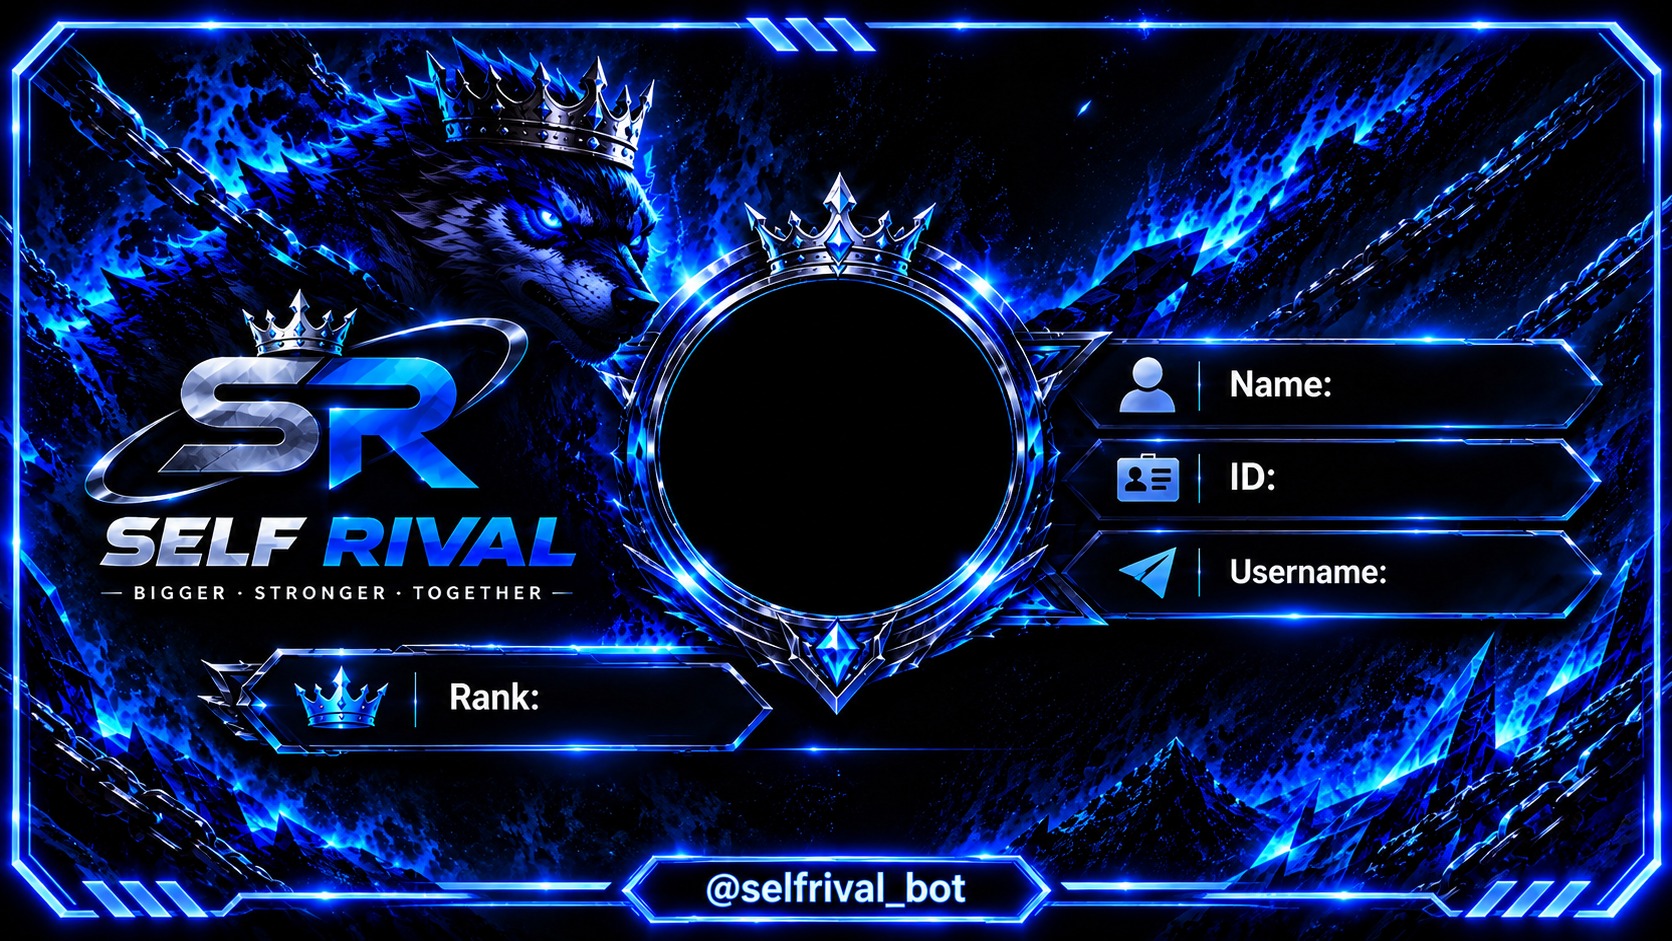 SR
SELF RIVAL
BIGGER · STRONGER · TOGETHER
Name:
ID:
Username:
Rank:
@selfrival_bot